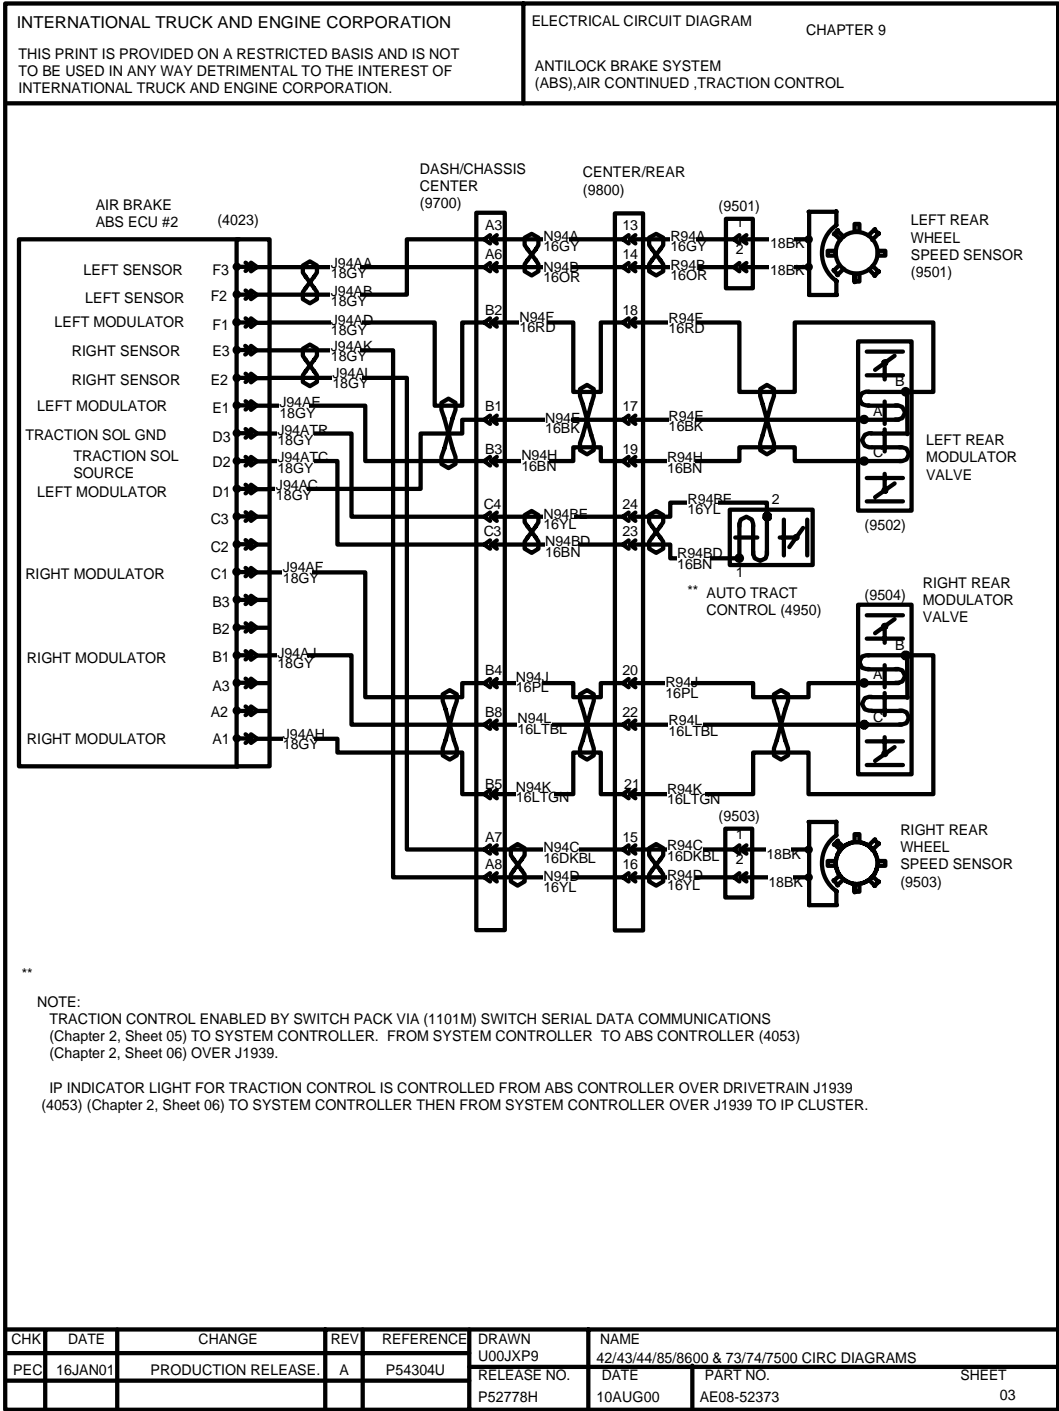 INTERNATIONAL TRUCK AND ENGINE CORPORATION
THIS PRINT IS PROVIDED ON A RESTRICTED BASIS AND IS NOT
TO BE USED IN ANY WAY DETRIMENTAL TO THE INTEREST OF
INTERNATIONAL TRUCK AND ENGINE CORPORATION.
ELECTRICAL CIRCUIT DIAGRAM
CHAPTER 9
ANTILOCK BRAKE SYSTEM
(ABS),AIR CONTINUED ,TRACTION CONTROL
DASH/CHASSIS
CENTER
(9700)
CENTER/REAR
(9800)
AIR BRAKE
ABS ECU #2
(4023)
LEFT SENSOR F3
LEFT SENSOR F2
LEFT MODULATOR F1
RIGHT SENSOR E3
RIGHT SENSOR E2
LEFT MODULATOR E1
TRACTION SOL GND D3
TRACTION SOL
SOURCE
D2
LEFT MODULATOR D1
C3
C2
RIGHT MODULATOR C1
B3
B2
RIGHT MODULATOR B1
A3
A2
RIGHT MODULATOR A1
J94AA
18GY
J94AB
18GY
J94AD
18GY
J94AK
18GY
J94AL
18GY
J94AE
18GY
18GY
J94ATC
18GY
J94AC
18GY
J94AF
18GY
J94AJ
18GY
J94AH
18GY
A3
A6
B2
B1
B3
C4
C3
B4
B8
B5
A7
A8
N94A
16GY
N94B
16OR
16RD
16BK
N94H
16BN
N94BE
16YL
N94BD
16BN
N94J
16PL
N94L
16LTBL
N94K
16LTGN
N94C
16DKBL
N94D
16YL
13
14
18
17
19
24
23
20
22
21
15
16
R94A
16GY
R94B
16OR
16RD
16BK
R94H
16BN
R94BE
16YL
R94BD
16BN
R94J
16PL
R94L
16LTBL
R94K
16LTGN
R94C
16DKBL
R94D
16YL
(9501)
1
2
18BK
18BK
LEFT REAR
WHEEL
SPEED SENSOR
(9501)
B
A
C
LEFT REAR
MODULATOR
VALVE
(9502)
2
1
** AUTO TRACT
CONTROL (4950)
(9504)
RIGHT REAR
MODULATOR
VALVE
B
A
C
(9503)
1
2
18BK
18BK
RIGHT REAR
WHEEL
SPEED SENSOR
(9503)
**
NOTE:
TRACTION CONTROL ENABLED BY SWITCH PACK VIA (1101M) SWITCH SERIAL DATA COMMUNICATIONS
(Chapter 2, Sheet 05) TO SYSTEM CONTROLLER. FROM SYSTEM CONTROLLER TO ABS CONTROLLER (4053)
(Chapter 2, Sheet 06) OVER J1939.
IP INDICATOR LIGHT FOR TRACTION CONTROL IS CONTROLLED FROM ABS CONTROLLER OVER DRIVETRAIN J1939
(4053) (Chapter 2, Sheet 06) TO SYSTEM CONTROLLER THEN FROM SYSTEM CONTROLLER OVER J1939 TO IP CLUSTER.
CHK DATE CHANGE REV REFERENCE
PEC 16JAN01 PRODUCTION RELEASE. A P54304U
DRAWN
U00JXP9
NAME
42/43/44/85/8600 & 73/74/7500 CIRC DIAGRAMS
RELEASE NO.
P52778H
DATE
10AUG00
PART NO.
AE08-52373
SHEET
03